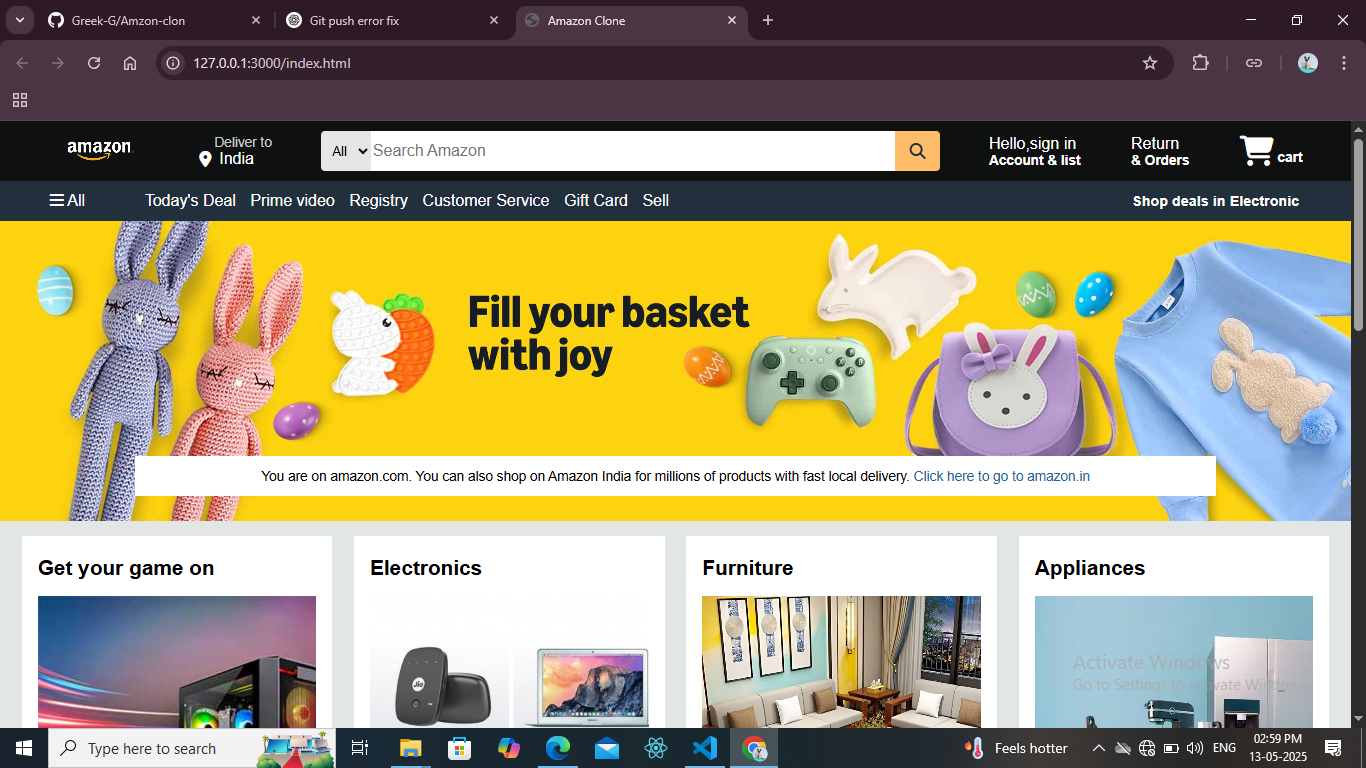 Greek-G/Amzon-clon
Git push error fix
Amazon Clone
127.0.0.1:3000/index.html
amazon
Deliver to
India
All
Search Amazon
Hello,sign in
Account & list
Return
& Orders
cart
All
Today's Deal
Prime video
Registry
Customer Service
Gift Card
Sell
Shop deals in Electronic
Fill your basket
with joy
You are on amazon.com. You can also shop on Amazon India for millions of products with fast local delivery. Click here to go to amazon.in
Get your game on
Electronics
Furniture
Appliances
Jio
Activate Windows
Go to Settings to activate Windows.
Type here to search
Feels hotter
ENG
02:59 PM
13-05-2025